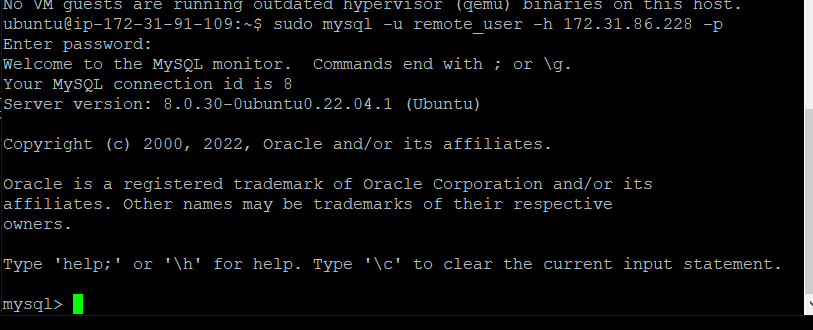 No VM guests are running outdated hypervisor (qemu) binaries on this host.
ubuntu@ip-172-31-91-109:~$ sudo mysql -u remote_user -h 172.31.86.228 -p
Enter password:
Welcome to the MySQL monitor.  Commands end with ; or \g.
Your MySQL connection id is 8
Server version: 8.0.30-0ubuntu0.22.04.1 (Ubuntu)

Copyright (c) 2000, 2022, Oracle and/or its affiliates.

Oracle is a registered trademark of Oracle Corporation and/or its
affiliates. Other names may be trademarks of their respective
owners.

Type 'help;' or '\h' for help. Type '\c' to clear the current input statement.

mysql>